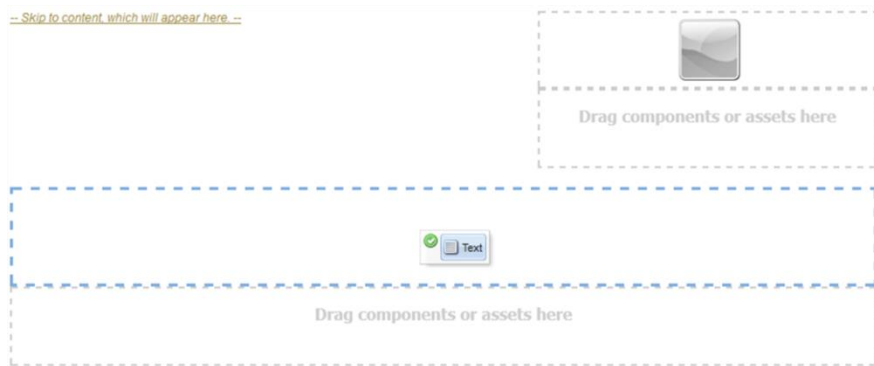 -- Skip to content, which will appear here. --
Drag components or assets here
Text
Drag components or assets here